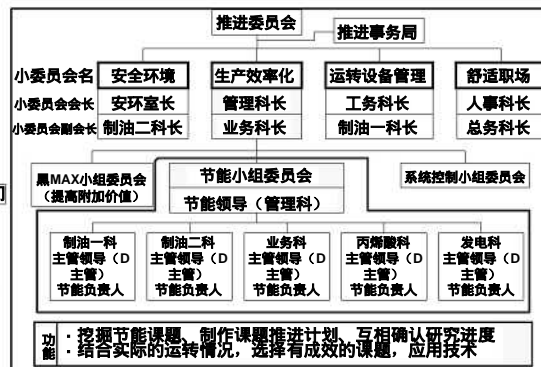 推进委员会
推进事务局
小委员会名 安全环境 生产效率化 运转设备管理 舒适职场
小委员会会长 安环室长 管理科长 工务科长 人事科长
小委员会副会长 制油二科长 业务科长 制油一科长 总务科长
黑MAX小组委员会
（提高附加价值）
节能小组委员会
节能领导（管理科）
系统控制小组委员会
制油一科
主管领导（D
主管）
节能负责人
制油二科
主管领导（D
主管）
节能负责人
业务科
主管领导（D
主管）
节能负责人
丙烯酸科
主管领导（D
主管）
节能负责人
发电科
主管领导（D
主管）
节能负责人
功能
・挖掘节能课题、制作课题推进计划、互相确认研究进度
・结合实际的运转情况，选择有成效的课题，应用技术